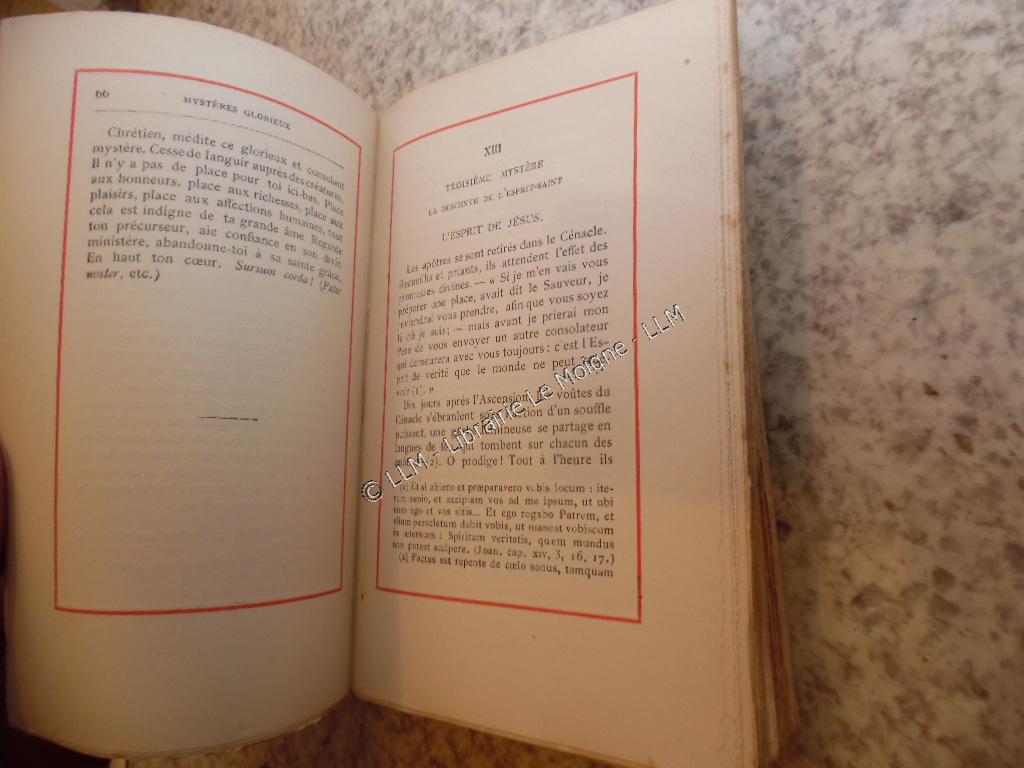 66 MYSTÈRES GLORIEUX
Chrétien, médite ce glorieux et consolant
mystère. Cesse de languir auprès des créatures.
Il n'y a pas de place pour toi ici-bas. Place
aux honneurs, place aux richesses, place aux
plaisirs, place aux affections humaines, tout
cela est indigne de ta grande âme. Regarde
ton précurseur, aie confiance en son divin
ministère, abandonne-toi à sa sainte grâce.
En haut ton cœur. Sursum corda! (Pater
noster, etc.)
XIII
TROISIÈME MYSTÈRE
LA DESCENTE DE L'ESPRIT-SAINT
L'ESPRIT DE JÉSUS.
Les apôtres se sont retirés dans le Cénacle.
Recueillis et priants, ils attendent l'effet des
promesses divines. — « Si je m'en vais vous
préparer une place, avait dit le Sauveur, je
reviendrai vous prendre, afin que vous soyez
là où je suis; — mais avant je prierai mon
Père de vous envoyer un autre consolateur
qui demeurera avec vous toujours : c'est l'Es-
prit de vérité que le monde ne peut
voir (1). »
Dix jours après l'Ascension, voûtes du
Cénacle s'ébranlent d'un souffle
puissant, une se partage en
langues de qui tombent sur chacun des
(2). O prodige! Tout à l'heure ils
(1) Et si abiero et præparavero vobis locum : ite-
rum venio, et accipiam vos ad me ipsum, ut ubi
sum ego et vos sitis... Et ego rogabo Patrem, et
alium paracletum dabit vobis, ut maneat vobiscum
in æternum : Spiritum veritatis, quem mundus
non potest accipere. (Joan. cap. XIV, 3, 16, 17.)
(2) Factus est repente de cœlo sonus, tamquam
© LLM - Librairie Le Moigne - LLM